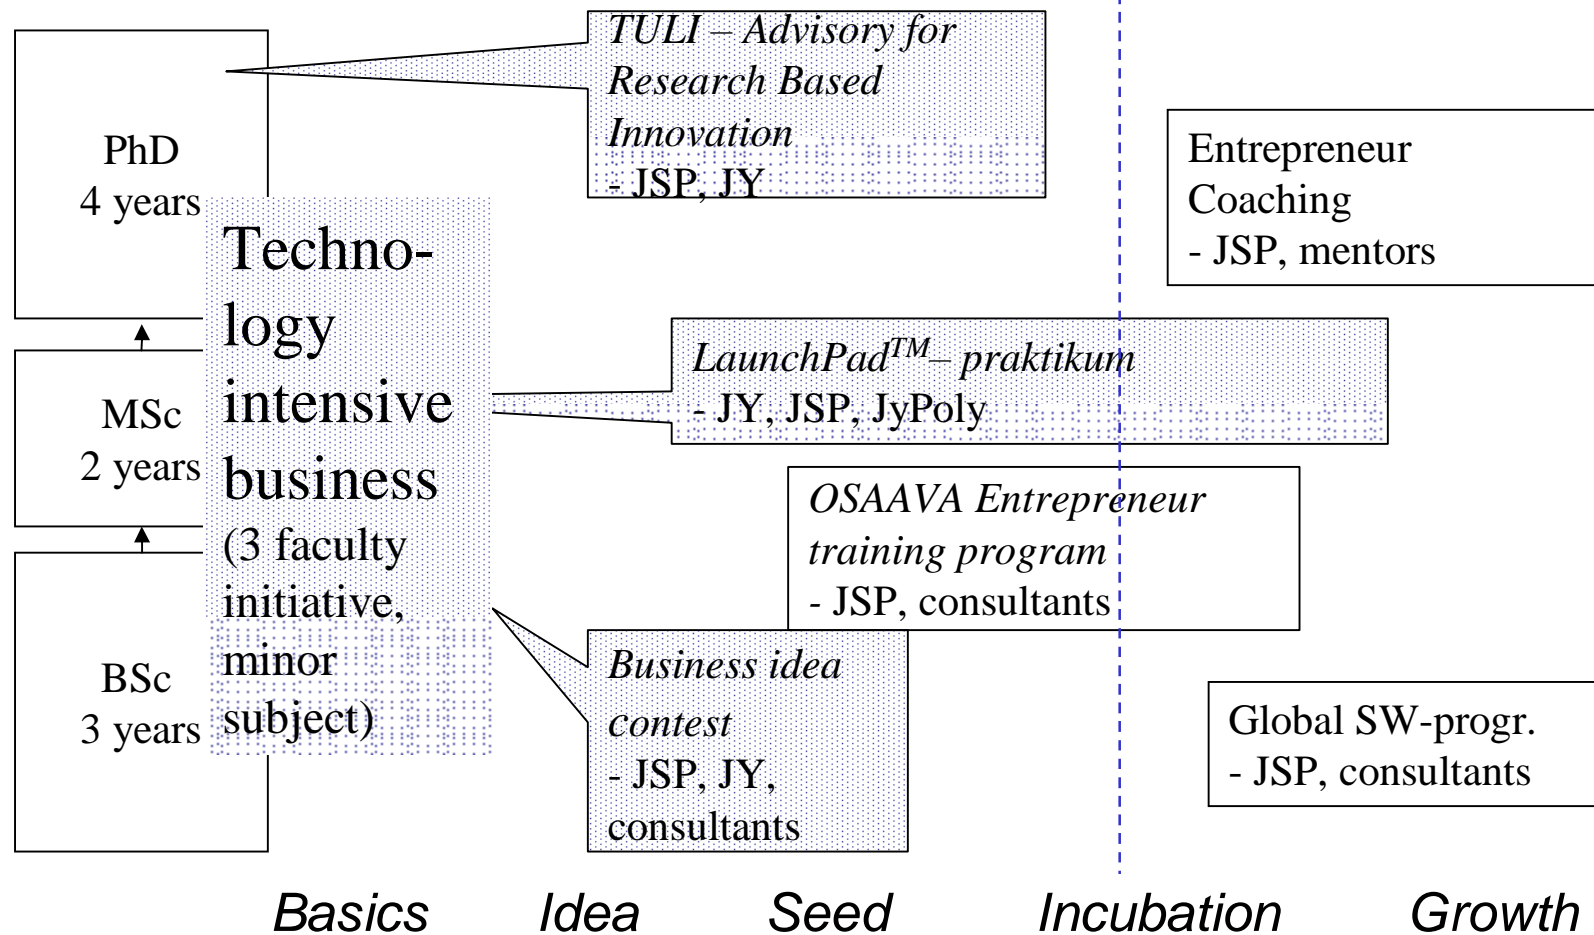 PhD
4 years
MSc
2 years
BSc
3 years
Techno-
logy
intensive
business
(3 faculty
initiative,
minor
subject)
TULI – Advisory for
Research Based
Innovation
- JSP, JY
LaunchPadTM– praktikum
- JY, JSP, JyPoly
OSAAVA Entrepreneur
training program
- JSP, consultants
Business idea
contest
- JSP, JY,
consultants
Entrepreneur
Coaching
- JSP, mentors
Global SW-progr.
- JSP, consultants
Basics Idea Seed Incubation Growth